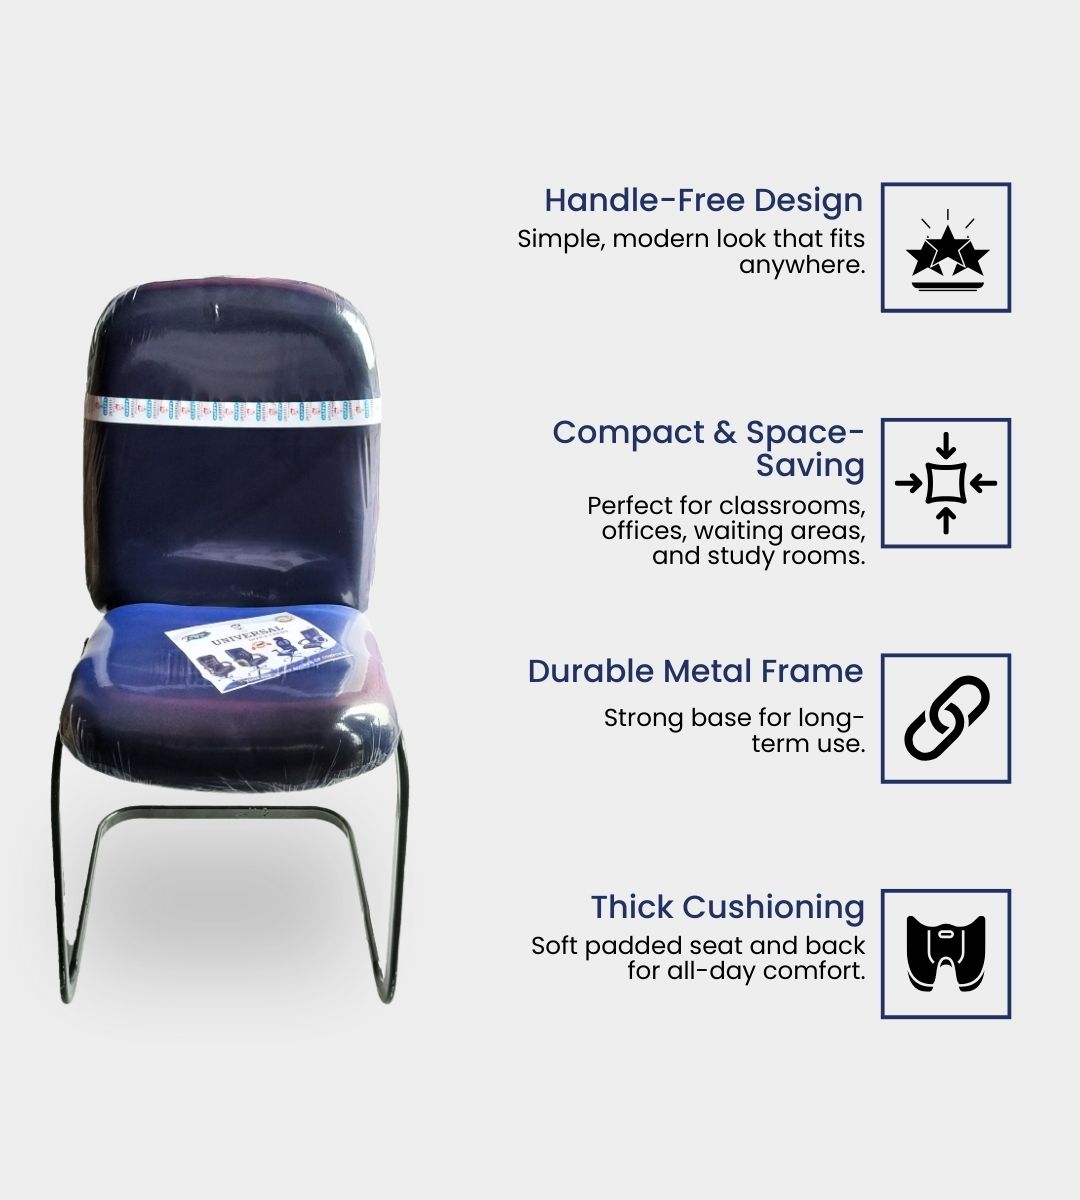 Handle-Free Design
Simple, modern look that fits
anywhere.
Compact & Space-
Saving
Perfect for classrooms,
offices, waiting areas,
and study rooms.
UNIVERSAL
Durable Metal Frame
Strong base for long-
term use.
Thick Cushioning
Soft padded seat and back
for all-day comfort.